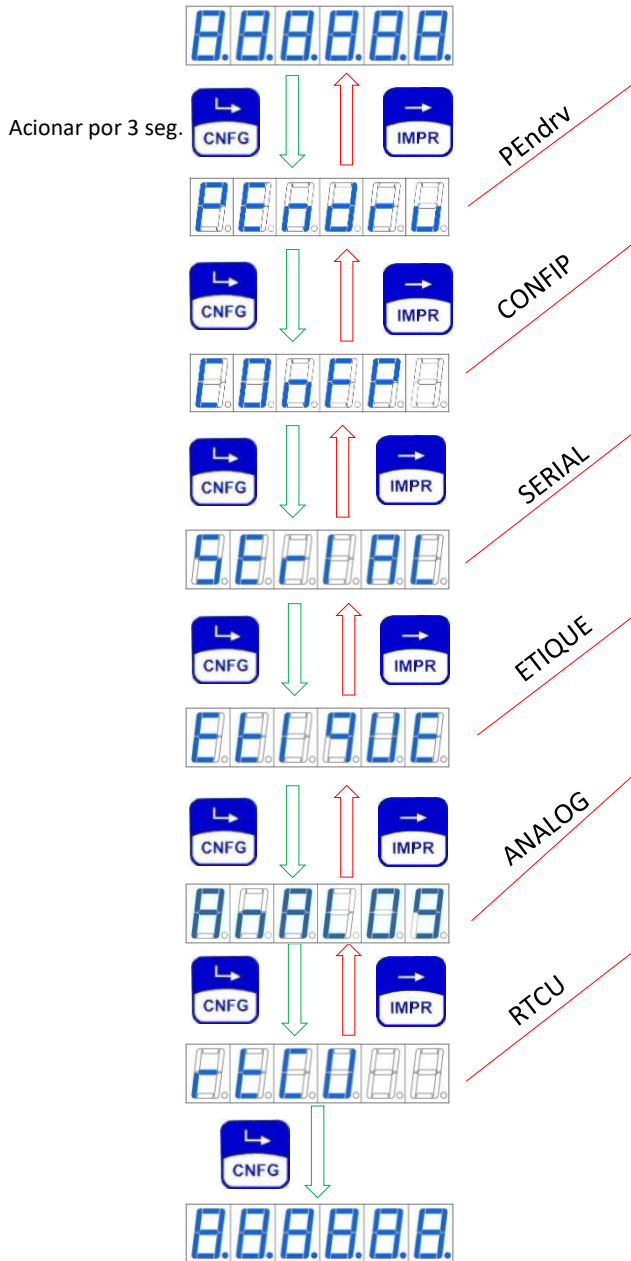 8.8.8.8.8.8.
Acionar por 3 seg.
CNFG
IMPR
PEndrv
PEndru
CNFG
IMPR
CONFIP
C0nFP
CNFG
IMPR
SERIAL
SErIAL
CNFG
IMPR
ETIQUE
EtIqUE
CNFG
IMPR
ANALOG
AnAL09
CNFG
IMPR
RTCU
rtCU
CNFG
8.8.8.8.8.8.